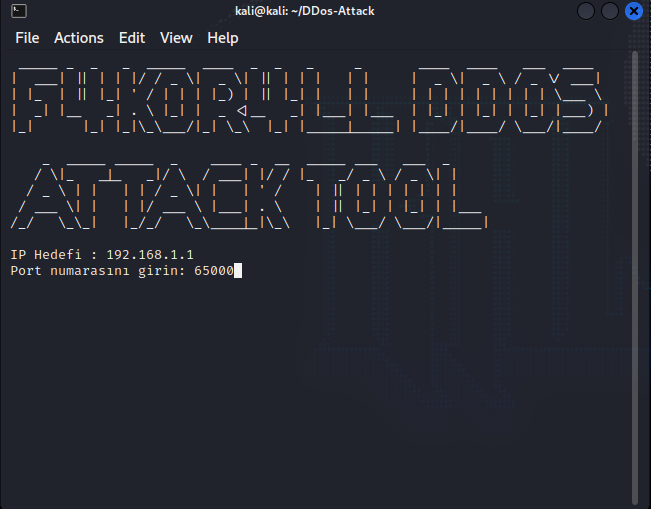 kali@kali: ~/DDos-Attack
File Actions Edit View Help
F4KOR4LL DDOS
ATTACK TOOL
IP Hedefi : 192.168.1.1
Port numarasını girin: 65000